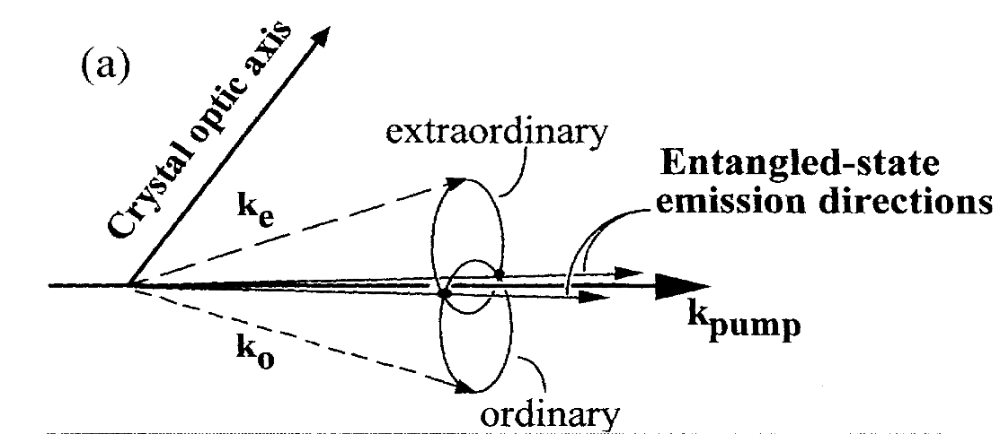 (a)
Crystal optic axis
extraordinary
Entangled-state
emission directions
ke
kpump
ko
ordinary